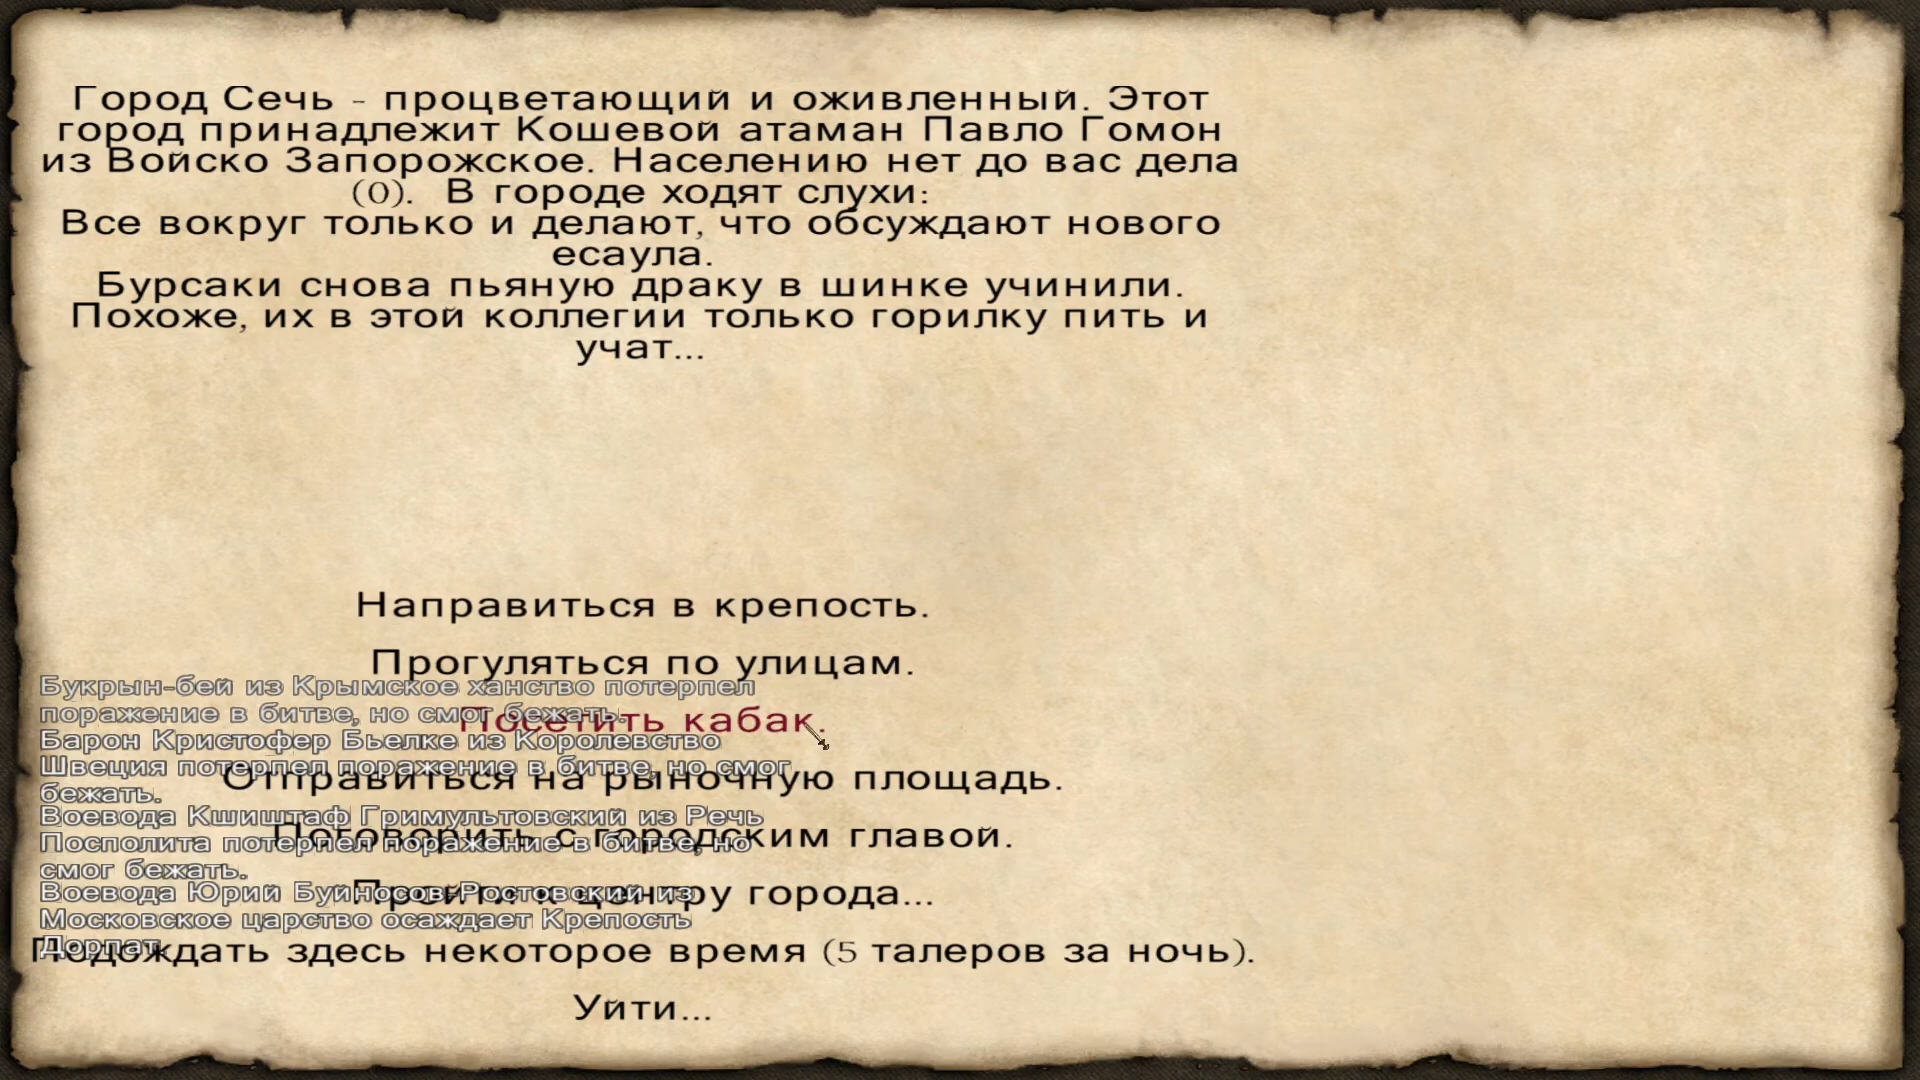 Город Сечь - процветающий и оживленный. Этот
город принадлежит Кошевой атаман Павло Гомон
из Войско Запорожское. Населению нет до вас дела
(0). В городе ходят слухи:
Все вокруг только и делают, что обсуждают нового
есаула.
Бурсаки снова пьяную драку в шинке учинили.
Похоже, их в этой коллегии только горилку пить и
учат...
Направиться в крепость.
Прогуляться по улицам.
Букрын-бей из Крымское ханство потерпел
поражение в битве, но смог бежать.
Посетить кабак.
Барон Кристофер Бьелке из Королевство
Швеция потерпел поражение в битве, но смог
бежать.
Отправиться на рыночную площадь.
Воевода Кшиштаф Гримультовский из Речь
Посполита потерпел поражение в битве, но
смог бежать.
Поговорить с городским главой.
Воевода Юрий Буйносов-Ростовский из
Московское царство осаждает Крепость
Дорпат.
Пройти к центру города...
Подождать здесь некоторое время (5 талеров за ночь).
Уйти...